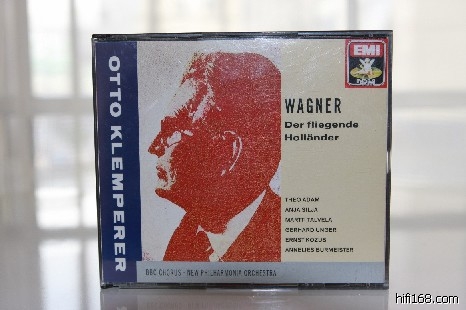 OTTO KLEMPERER
EMI
WAGNER
Der fliegende
Holländer
THEO ADAM
ANJA SILJA
MARTTI TALVELA
GERHARD UNGER
ERNST KOZUB
ANNELIES BURMEISTER
BBC CHORUS · NEW PHILHARMONIA ORCHESTRA
hifi168.com